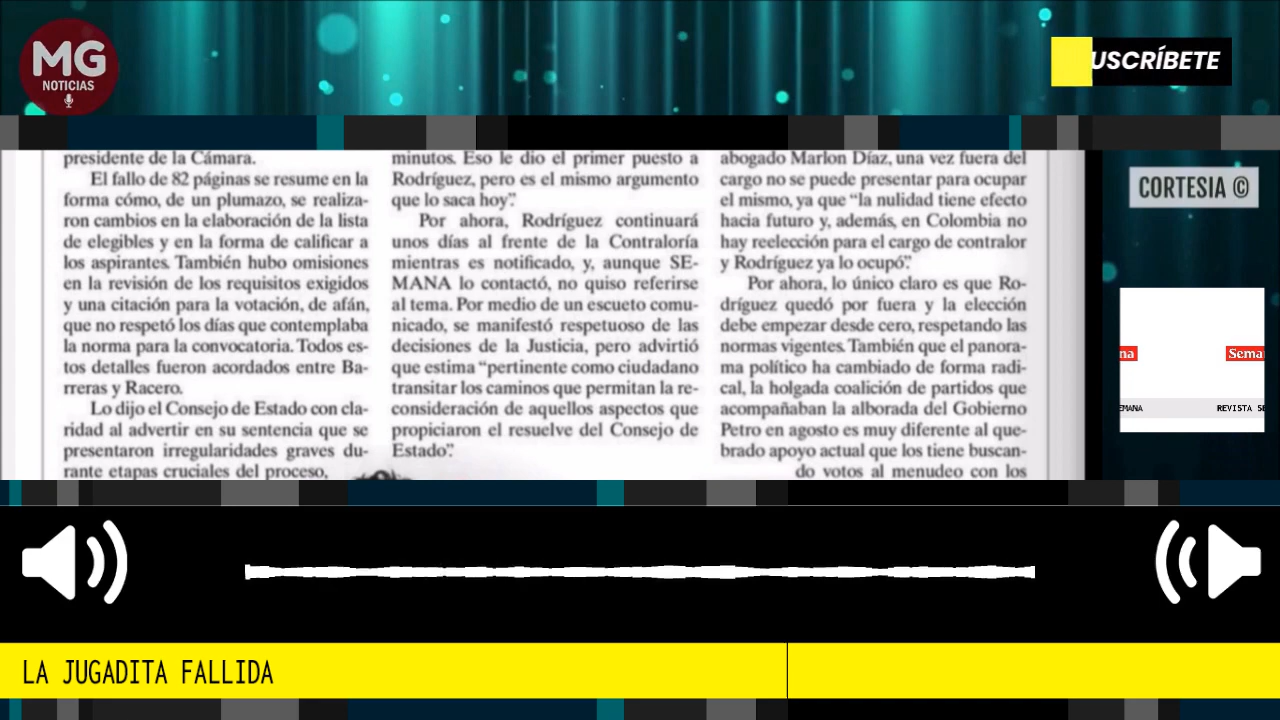 MG
NOTICIAS
USCRÍBETE
presidente de la Cámara.
El fallo de 82 páginas se resume en la
forma cómo, de un plumazo, se realiza-
ron cambios en la elaboración de la lista
de elegibles y en la forma de calificar a
los aspirantes. También hubo omisiones
en la revisión de los requisitos exigidos
y una citación para la votación, de afán,
que no respetó los días que contemplaba
la norma para la convocatoria. Todos es-
tos detalles fueron acordados entre Ba-
rreras y Racero.
Lo dijo el Consejo de Estado con cla-
ridad al advertir en su sentencia que se
presentaron irregularidades graves du-
rante etapas cruciales del proceso,
minutos. Eso le dio el primer puesto a
Rodríguez, pero es el mismo argumento
que lo saca hoy”.
Por ahora, Rodríguez continuará
unos días al frente de la Contraloría
mientras es notificado, y, aunque SE-
MANA lo contactó, no quiso referirse
al tema. Por medio de un escueto comu-
nicado, se manifestó respetuoso de las
decisiones de la Justicia, pero advirtió
que estima “pertinente como ciudadano
transitar los caminos que permitan la re-
consideración de aquellos aspectos que
propiciaron el resuelve del Consejo de
Estado”.
abogado Marlon Díaz, una vez fuera del
cargo no se puede presentar para ocupar
el mismo, ya que “la nulidad tiene efecto
hacia futuro y, además, en Colombia no
hay reelección para el cargo de contralor
y Rodríguez ya lo ocupó”.
Por ahora, lo único claro es que Ro-
dríguez quedó por fuera y la elección
debe empezar desde cero, respetando las
normas vigentes. También que el panora-
ma político ha cambiado de forma radi-
cal, la holgada coalición de partidos que
acompañaban la alborada del Gobierno
Petro en agosto es muy diferente al que-
brado apoyo actual que los tiene buscan-
do votos al menudeo con los
CORTESIA ©
na Sema
EMANA REVISTA SE
LA JUGADITA FALLIDA